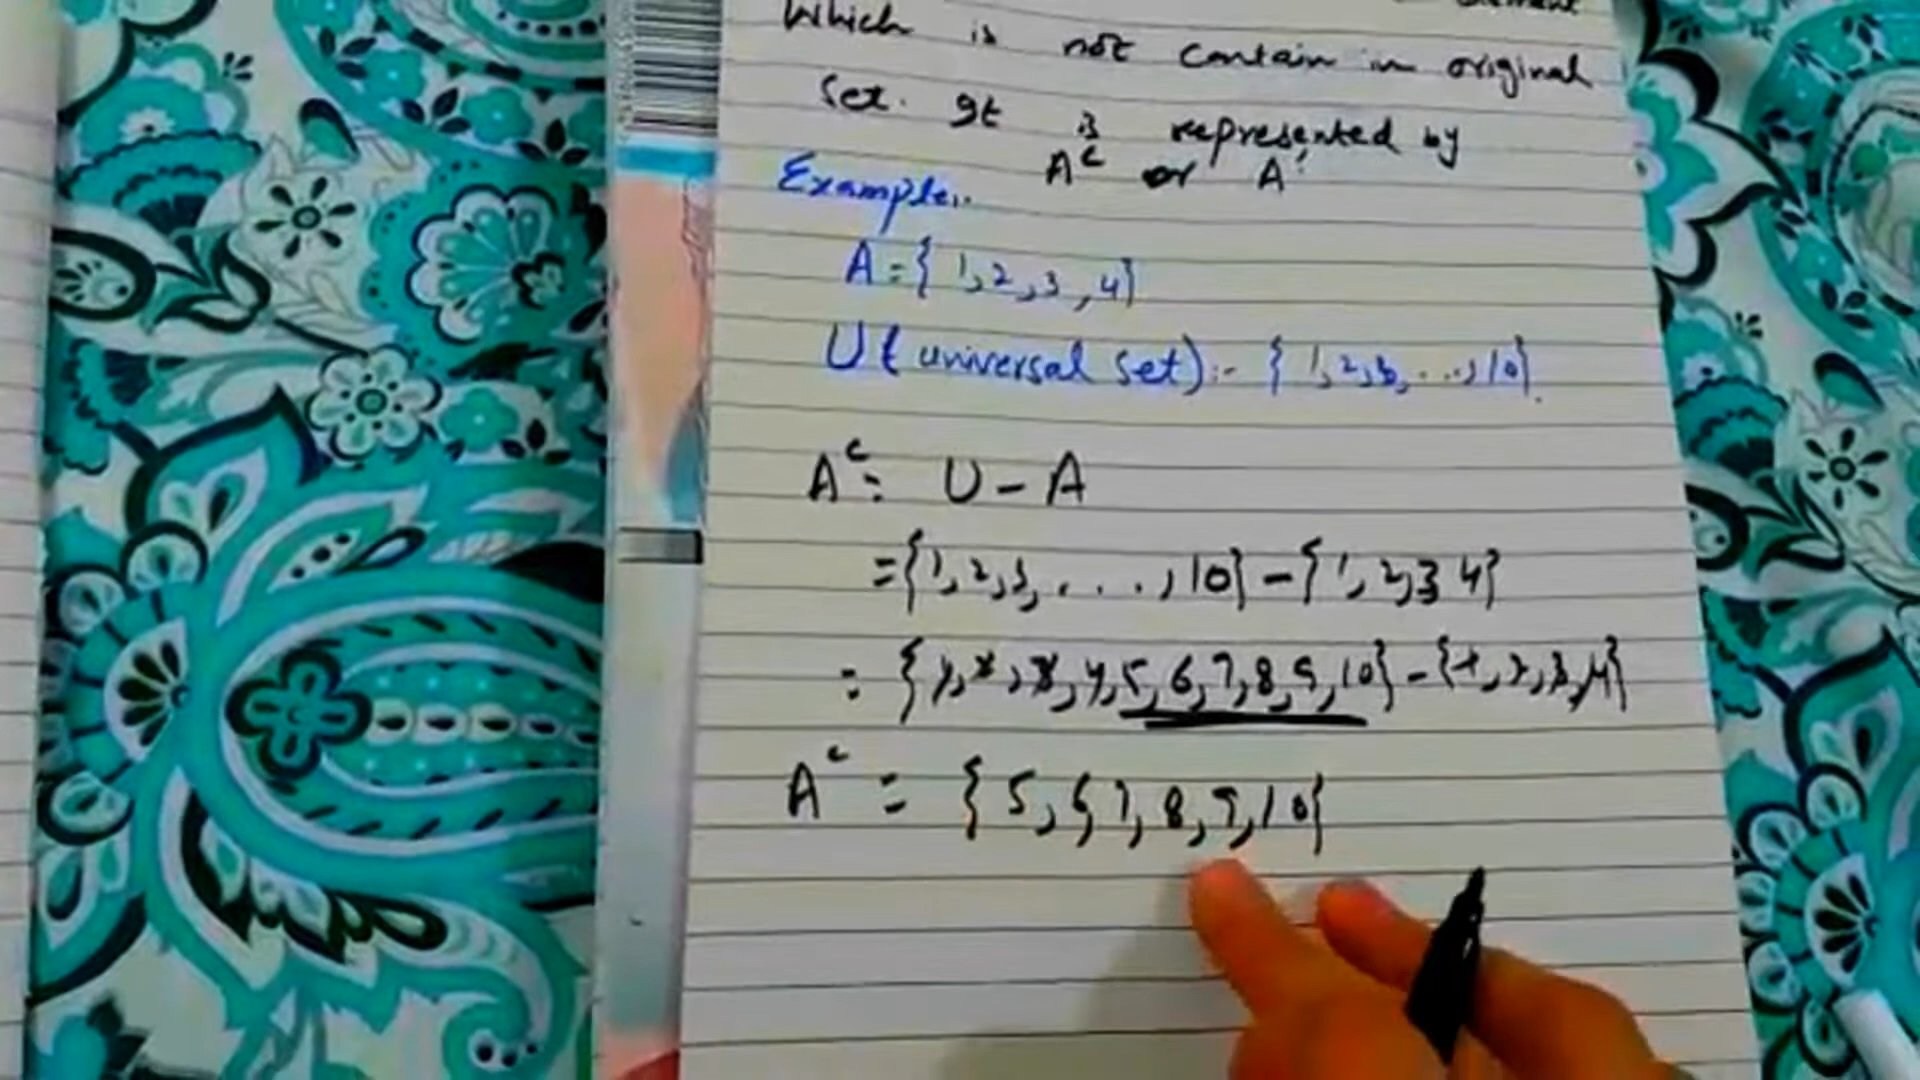 element
Which is not contain in original
set. It is represented by
A^c or A'
Example:-
A = { 1, 2, 3, 4}
U ( universal set) :- { 1, 2, 3, ..., 10}.
A^c = U - A
= {1, 2, 3, . . . , 10} - {1, 2, 3 4}
= {1, 2, 3, 4, 5, 6, 7, 8, 9, 10} - {1, 2, 3, 4}
A^c = { 5, 6, 7, 8, 9, 10}